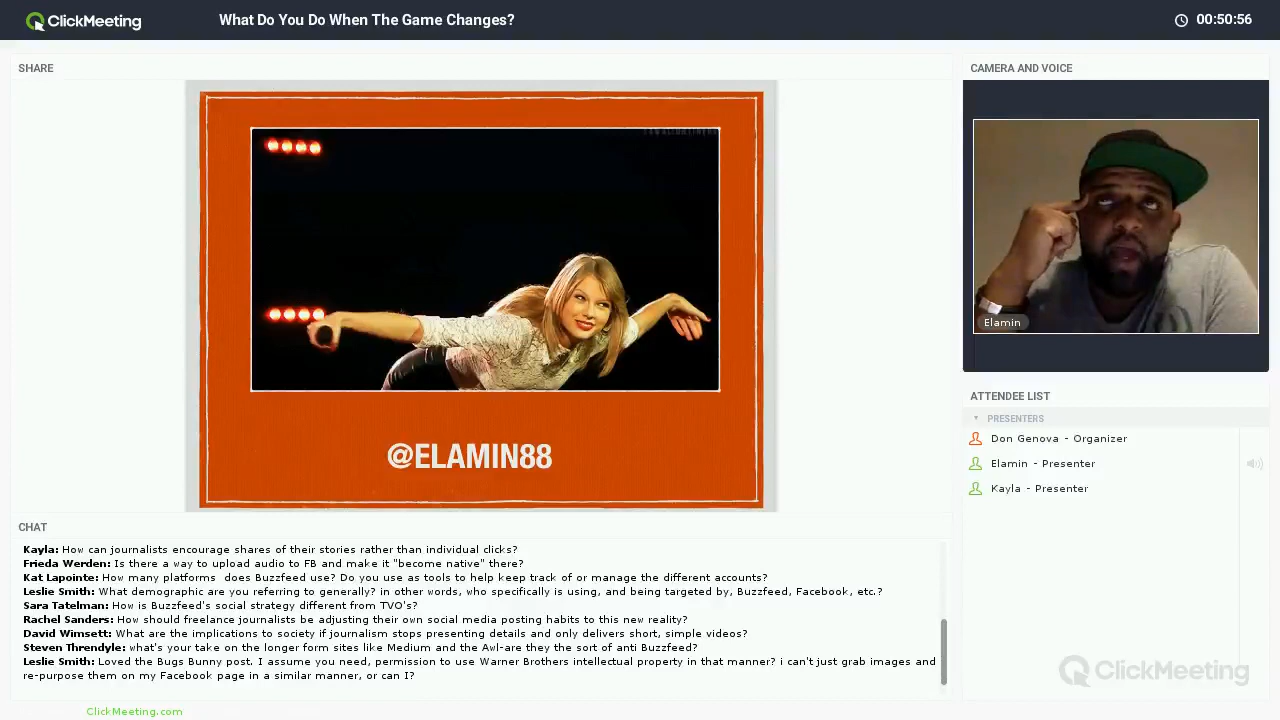 ClickMeeting
What Do You Do When The Game Changes?
00:50:56
SHARE
@ELAMIN88
CAMERA AND VOICE
Elamin
ATTENDEE LIST
PRESENTERS
Don Genova - Organizer
Elamin - Presenter
Kayla - Presenter
CHAT
Kayla: How can journalists encourage shares of their stories rather than individual clicks?
Frieda Werden: Is there a way to upload audio to FB and make it "become native" there?
Kat Lapointe: How many platforms does Buzzfeed use? Do you use as tools to help keep track of or manage the different accounts?
Leslie Smith: What demographic are you referring to generally? in other words, who specifically is using, and being targeted by, Buzzfeed, Facebook, etc.?
Sara Tatelman: How is Buzzfeed's social strategy different from TVO's?
Rachel Sanders: How should freelance journalists be adjusting their own social media posting habits to this new reality?
David Wimsett: What are the implications to society if journalism stops presenting details and only delivers short, simple videos?
Steven Threndyle: what's your take on the longer form sites like Medium and the Awl-are they the sort of anti Buzzfeed?
Leslie Smith: Loved the Bugs Bunny post. I assume you need, permission to use Warner Brothers intellectual property in that manner? i can't just grab images and
re-purpose them on my Facebook page in a similar manner, or can I?
ClickMeeting
ClickMeeting.com